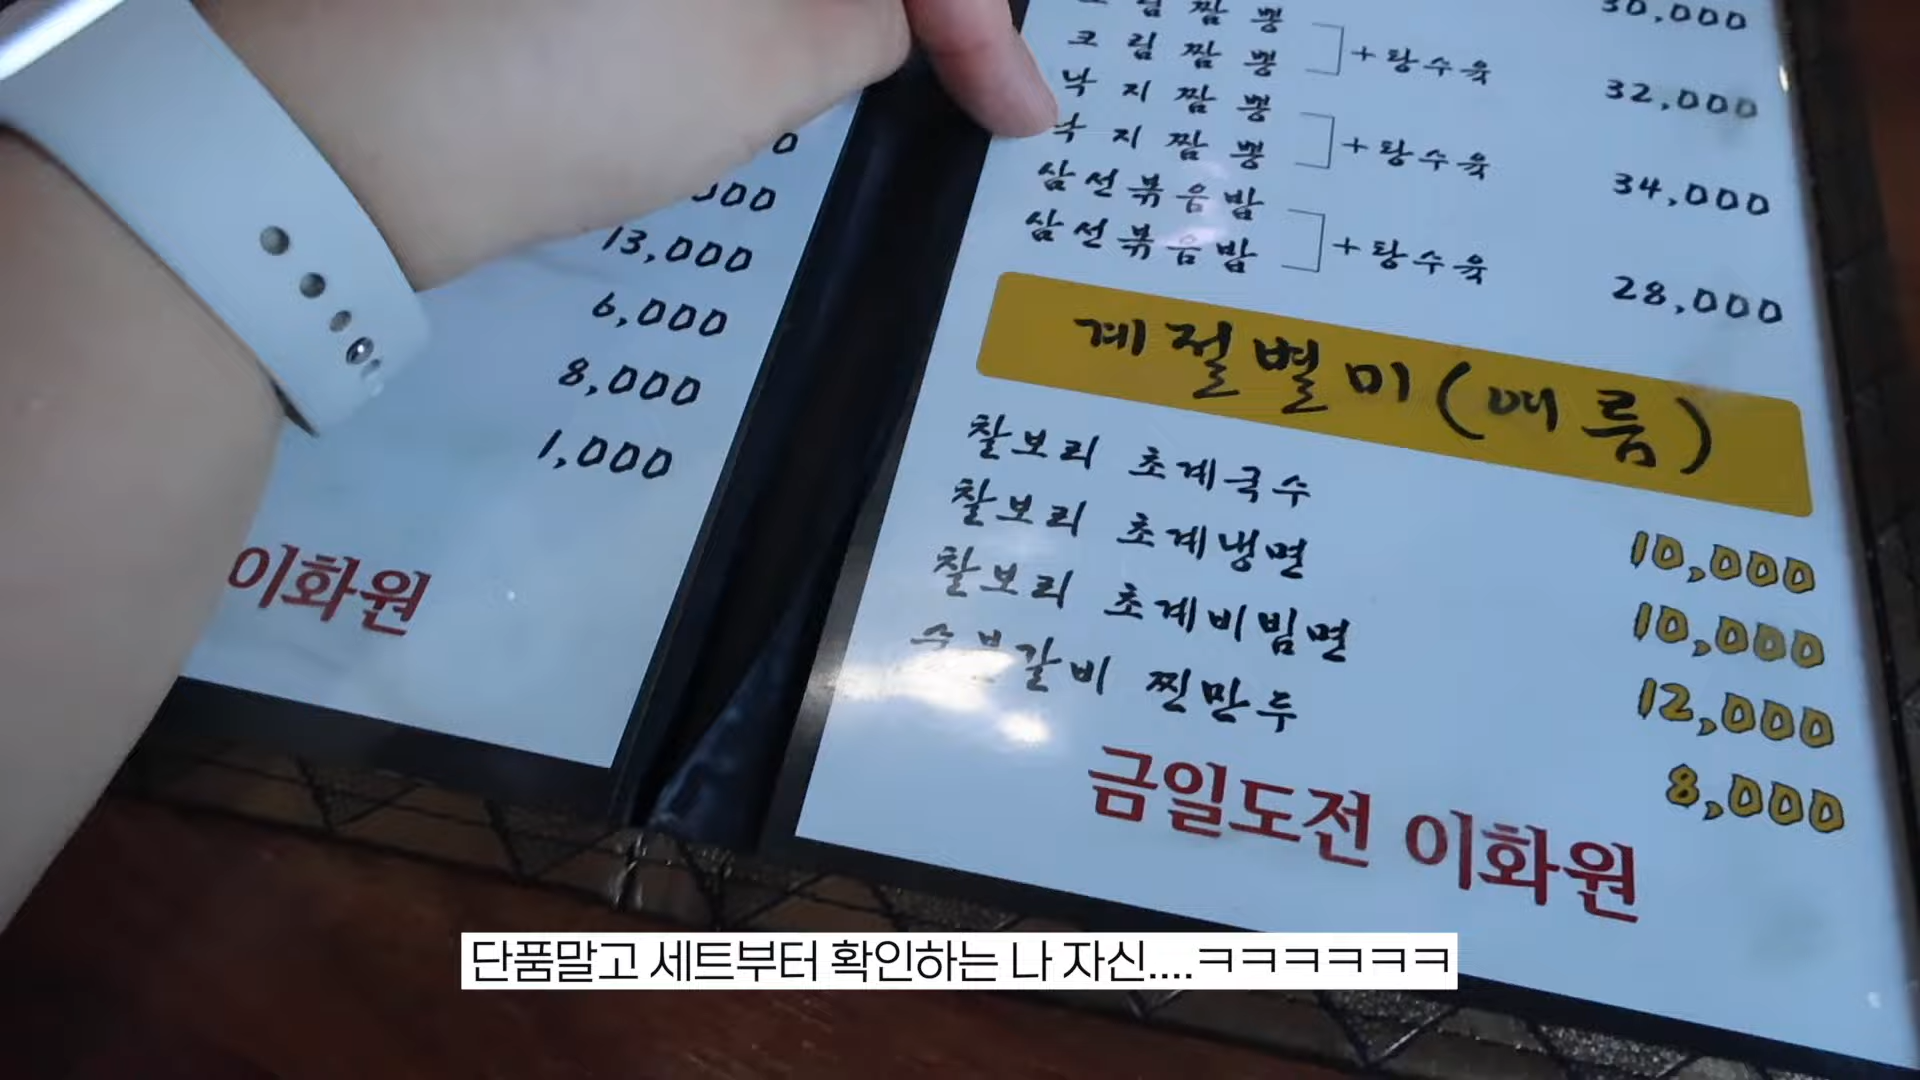 000
13,000
6,000
8,000
1,000
이화원
30,000
크림짬뽕
크림짬뽕
+탕수육
32,000
낙지짬뽕
낙지짬뽕
+탕수육
34,000
삼선볶음밥
삼선볶음밥
+탕수육
28,000
계절별미(여름)
찰보리 초계국수
10,000
찰보리 초계냉면
10,000
찰보리 초계비빔면
12,000
갈비 찐만두
8,000
금일도전 이화원
단품말고 세트부터 확인하는 나 자신....ㅋㅋㅋㅋㅋㅋ